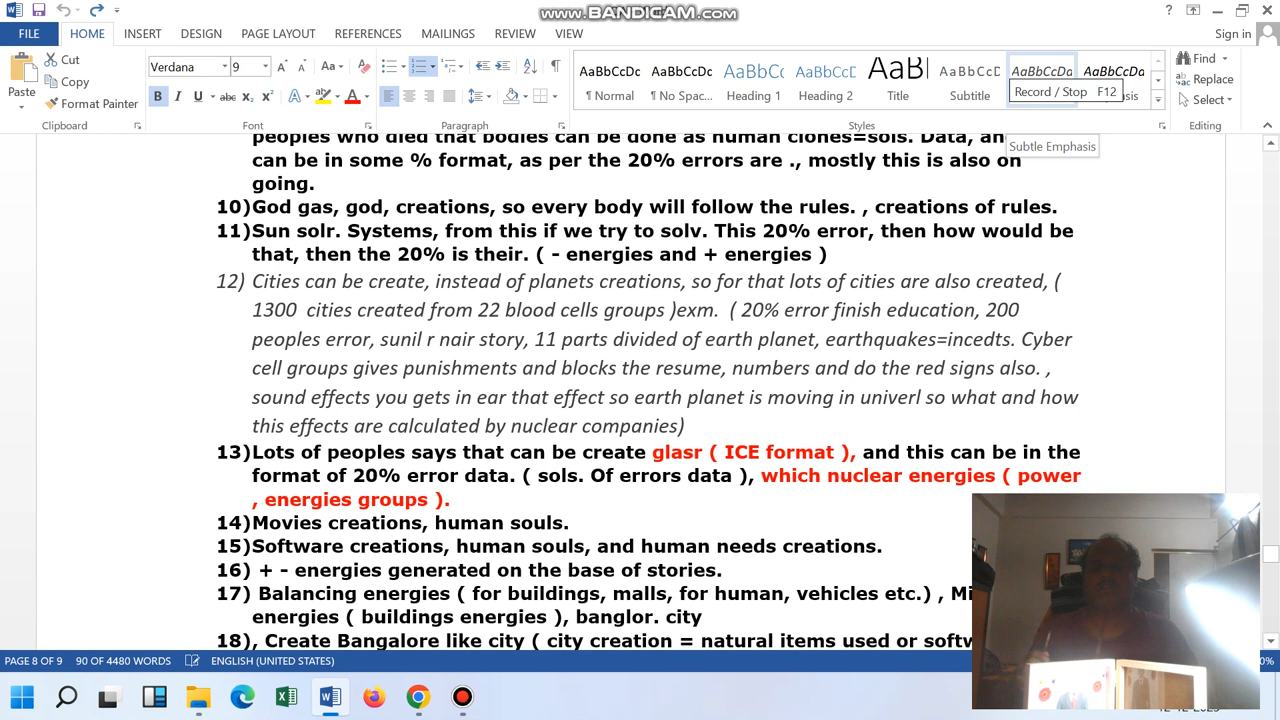 www.BANDICAM.com
FILE HOME INSERT DESIGN PAGE LAYOUT REFERENCES MAILINGS REVIEW VIEW Sign in
Paste Cut Copy Format Painter
Clipboard
Verdana 9
Font
Paragraph
AaBbCcDc AaBbCcDc AaBbCc AaBbCcC AaBl AaBbCcD AaBbCcDa AaBbCcDa
¶ Normal ¶ No Spac... Heading 1 Heading 2 Title Subtitle
Record / Stop F12
Styles
Find Replace Select
Editing
Subtle Emphasis
peoples who died that bodies can be done as human clones=sols. Data, an
can be in some % format, as per the 20% errors are ., mostly this is also on
going.
10)God gas, god, creations, so every body will follow the rules. , creations of rules.
11)Sun solr. Systems, from this if we try to solv. This 20% error, then how would be
that, then the 20% is their. ( - energies and + energies )
12) Cities can be create, instead of planets creations, so for that lots of cities are also created, (
1300 cities created from 22 blood cells groups )exm. ( 20% error finish education, 200
peoples error, sunil r nair story, 11 parts divided of earth planet, earthquakes=incedts. Cyber
cell groups gives punishments and blocks the resume, numbers and do the red signs also. ,
sound effects you gets in ear that effect so earth planet is moving in univerl so what and how
this effects are calculated by nuclear companies)
13)Lots of peoples says that can be create glasr ( ICE format ), and this can be in the
format of 20% error data. ( sols. Of errors data ), which nuclear energies ( power
, energies groups ).
14)Movies creations, human souls.
15)Software creations, human souls, and human needs creations.
16) + - energies generated on the base of stories.
17) Balancing energies ( for buildings, malls, for human, vehicles etc.) , Mi
energies ( buildings energies ), banglor. city
18), Create Bangalore like city ( city creation = natural items used or softw
PAGE 8 OF 9 90 OF 4480 WORDS ENGLISH (UNITED STATES) 0%